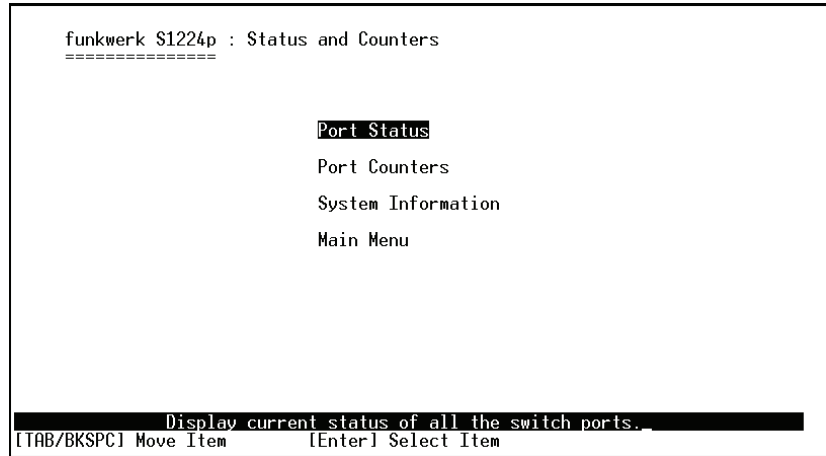 funkwerk S1224p : Status and Counters
===============
Port Status
Port Counters
System Information
Main Menu
Display current status of all the switch ports._
[TAB/BKSPC] Move Item [Enter] Select Item